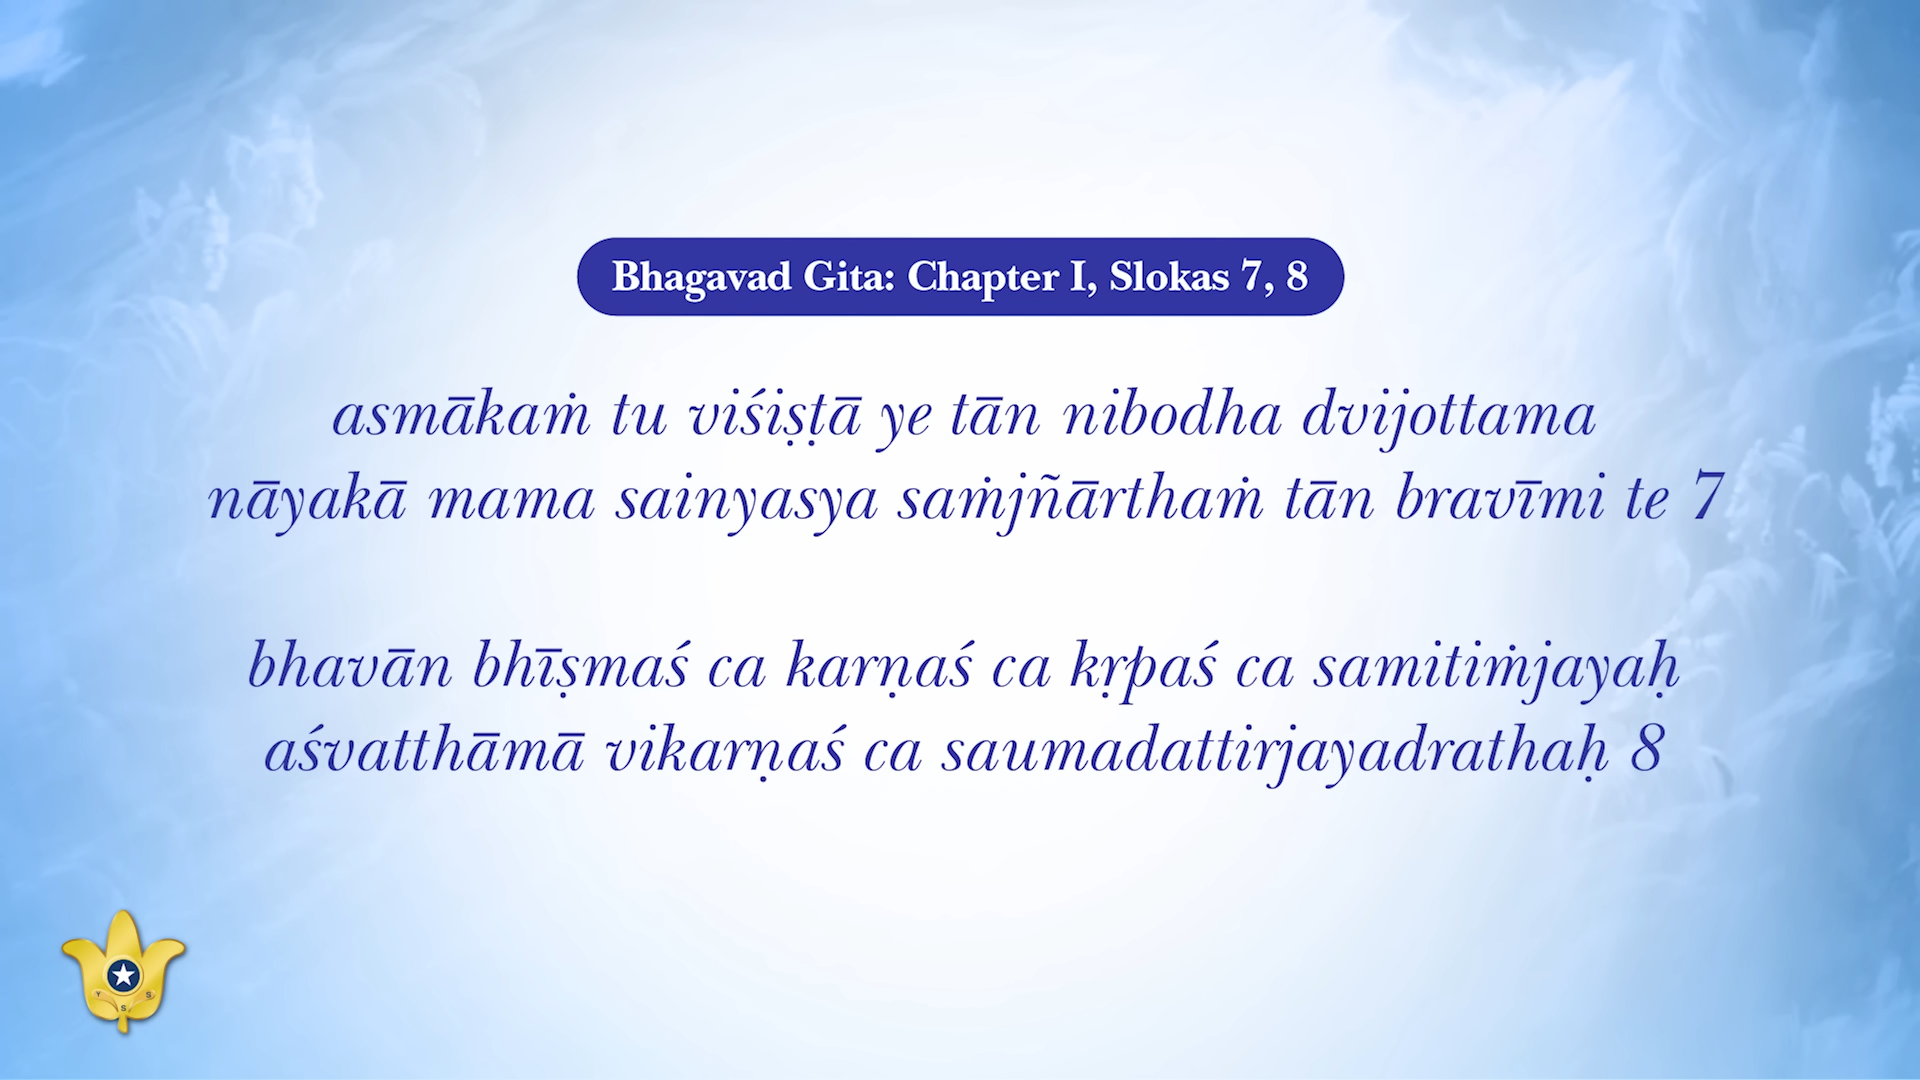 Bhagavad Gita: Chapter I, Slokas 7, 8
asmākaṁ tu viśiṣṭā ye tān nibodha dvijottama
nāyakā mama sainyasya saṁjñārthaṁ tān bravīmi te 7
bhavān bhīṣmaś ca karṇaś ca kṛpaś ca samitiṁjayaḥ
aśvatthāmā vikarṇaś ca saumadattirjayadrathaḥ 8
Y S S